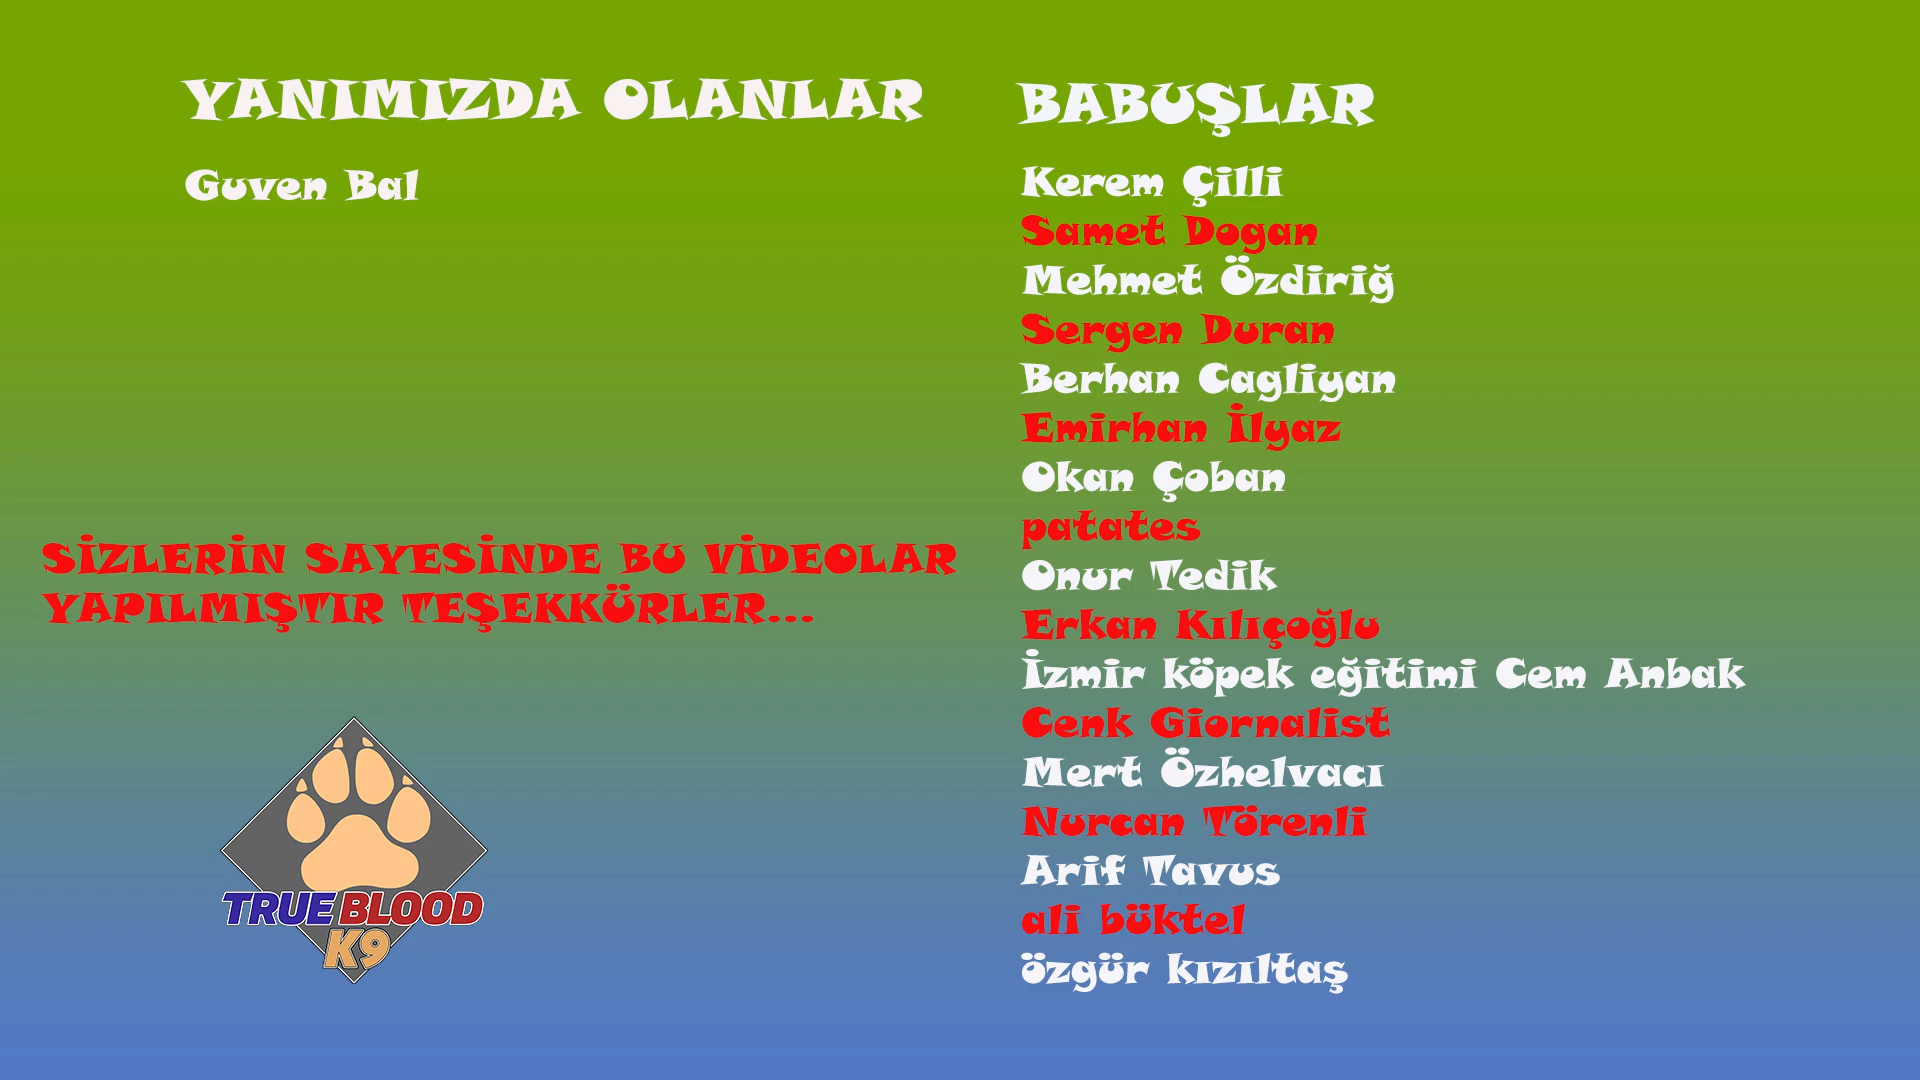 YANIMIZDA OLANLAR
Guven Bal
SİZLERİN SAYESİNDE BU VİDEOLAR
YAPILMIŞTIR TEŞEKKÜRLER...
TRUE BLOOD
K9
BABUŞLAR
Kerem Çilli
Samet Dogan
Mehmet Özdiriğ
Sergen Duran
Berhan Cagliyan
Emirhan İlyaz
Okan Çoban
patates
Onur Tedik
Erkan Kılıçoğlu
İzmir köpek eğitimi Cem Anbak
Cenk Giornalist
Mert Özhelvacı
Nurcan Törenli
Arif Tavus
ali büktel
özgür kızıltaş